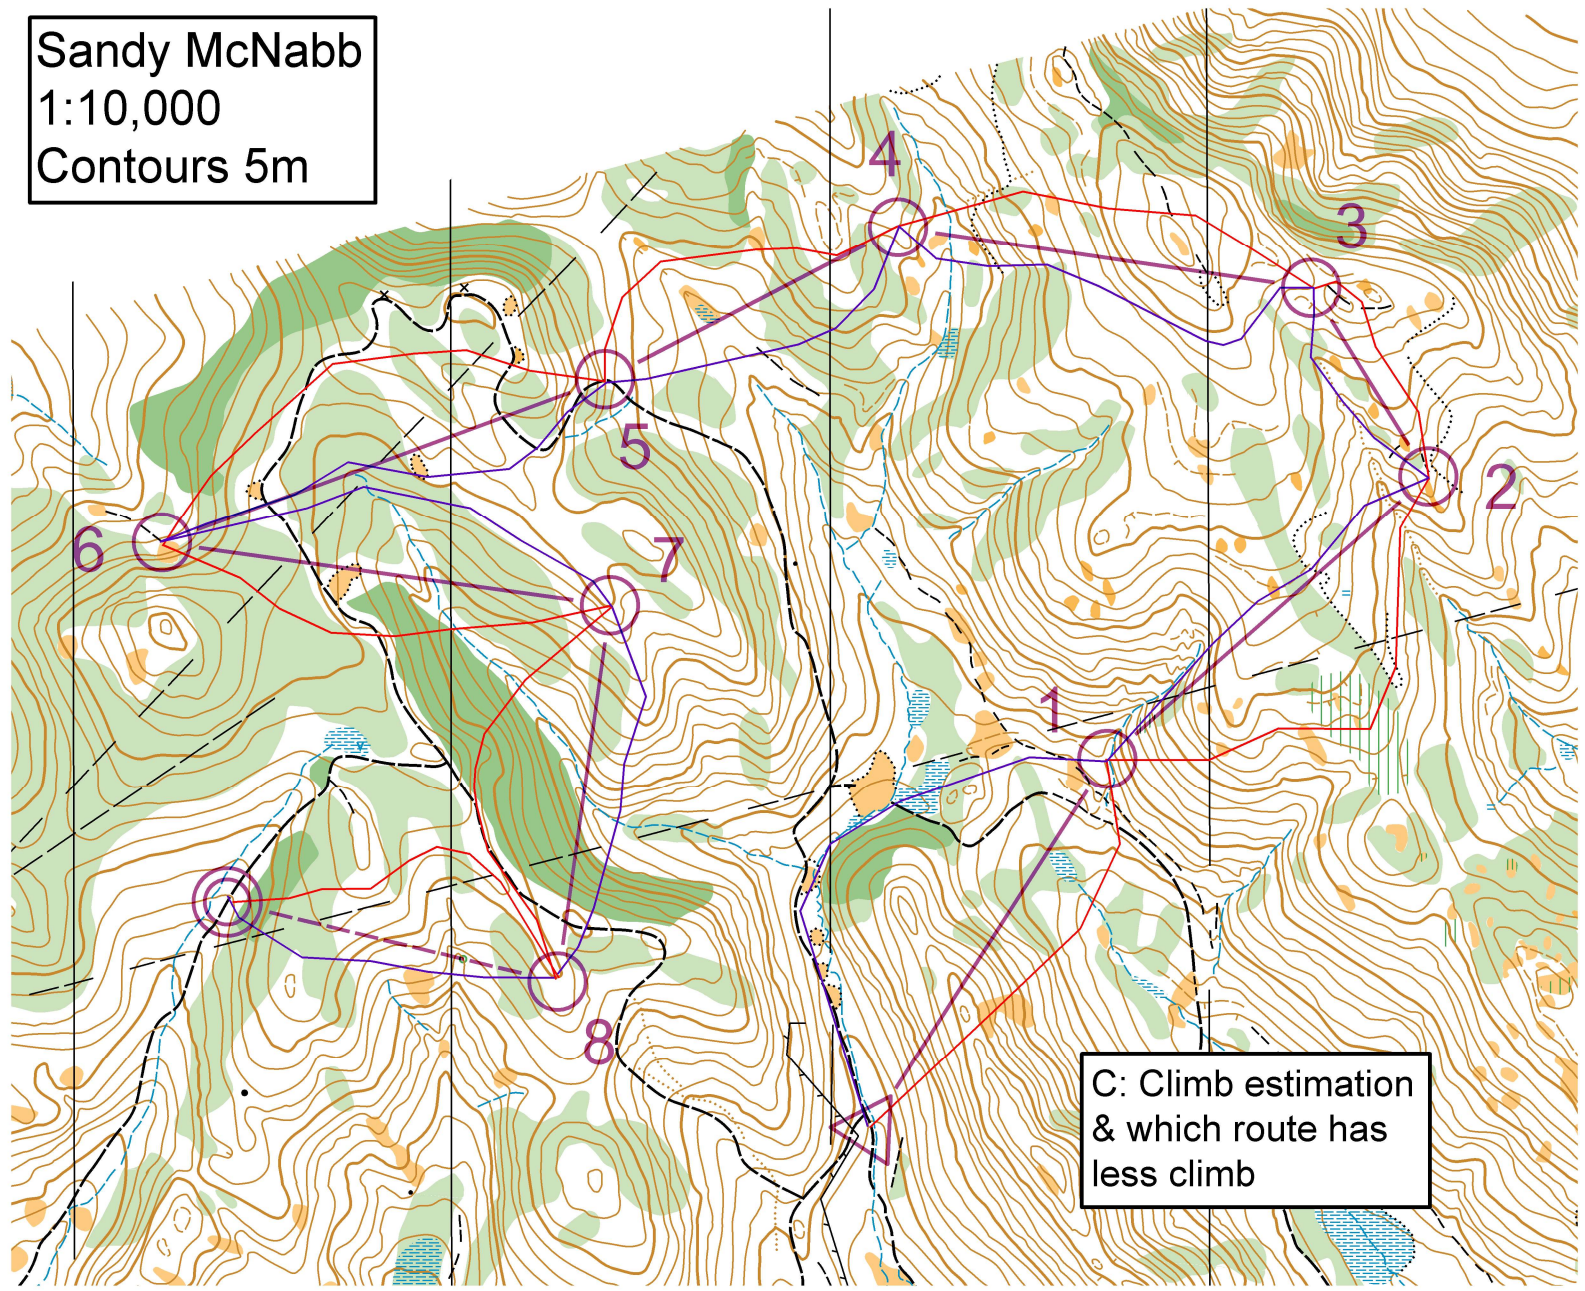 Sandy McNabb
1:10,000
Contours 5m
4
3
5
2
6
7
1
8
C: Climb estimation
& which route has
less climb